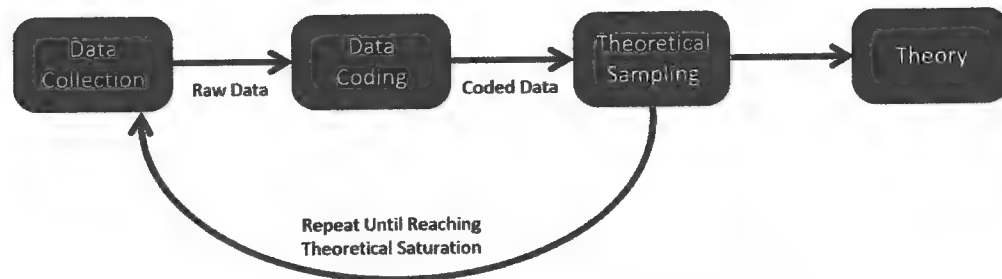 Data
Collection
Raw Data
Data
Coding
Coded Data
Theoretical
Sampling
Theory
Repeat Until Reaching
Theoretical Saturation